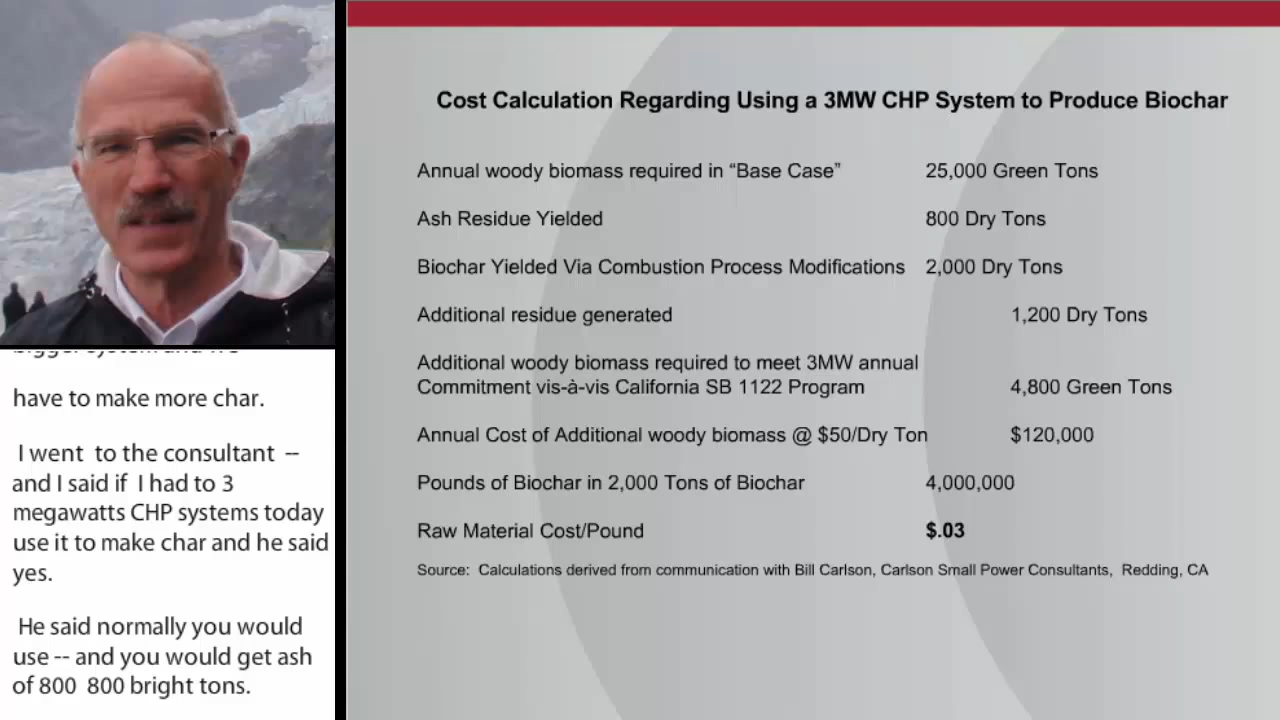 Cost Calculation Regarding Using a 3MW CHP System to Produce Biochar
Annual woody biomass required in “Base Case” 25,000 Green Tons
Ash Residue Yielded 800 Dry Tons
Biochar Yielded Via Combustion Process Modifications 2,000 Dry Tons
Additional residue generated 1,200 Dry Tons
Additional woody biomass required to meet 3MW annual
Commitment vis-à-vis California SB 1122 Program 4,800 Green Tons
Annual Cost of Additional woody biomass @ $50/Dry Ton $120,000
Pounds of Biochar in 2,000 Tons of Biochar 4,000,000
Raw Material Cost/Pound $.03
Source: Calculations derived from communication with Bill Carlson, Carlson Small Power Consultants, Redding, CA
have to make more char.
I went to the consultant --
and I said if I had to 3
megawatts CHP systems today
use it to make char and he said
yes.
He said normally you would
use -- and you would get ash
of 800 800 bright tons.